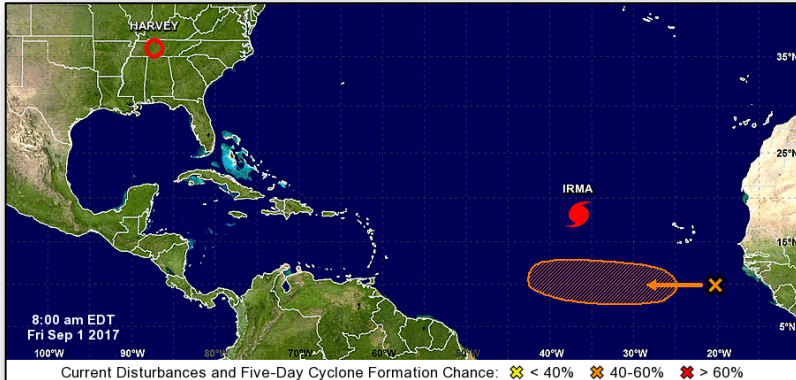 HARVEY
35°N
25°N
IRMA
15°N
8:00 am EDT
Fri Sep 1 2017
5°N
100°W 90°W 80°W 70°W 60°W 50°W 40°W 30°W 20°W
Current Disturbances and Five-Day Cyclone Formation Chance: < 40% 40-60% > 60%